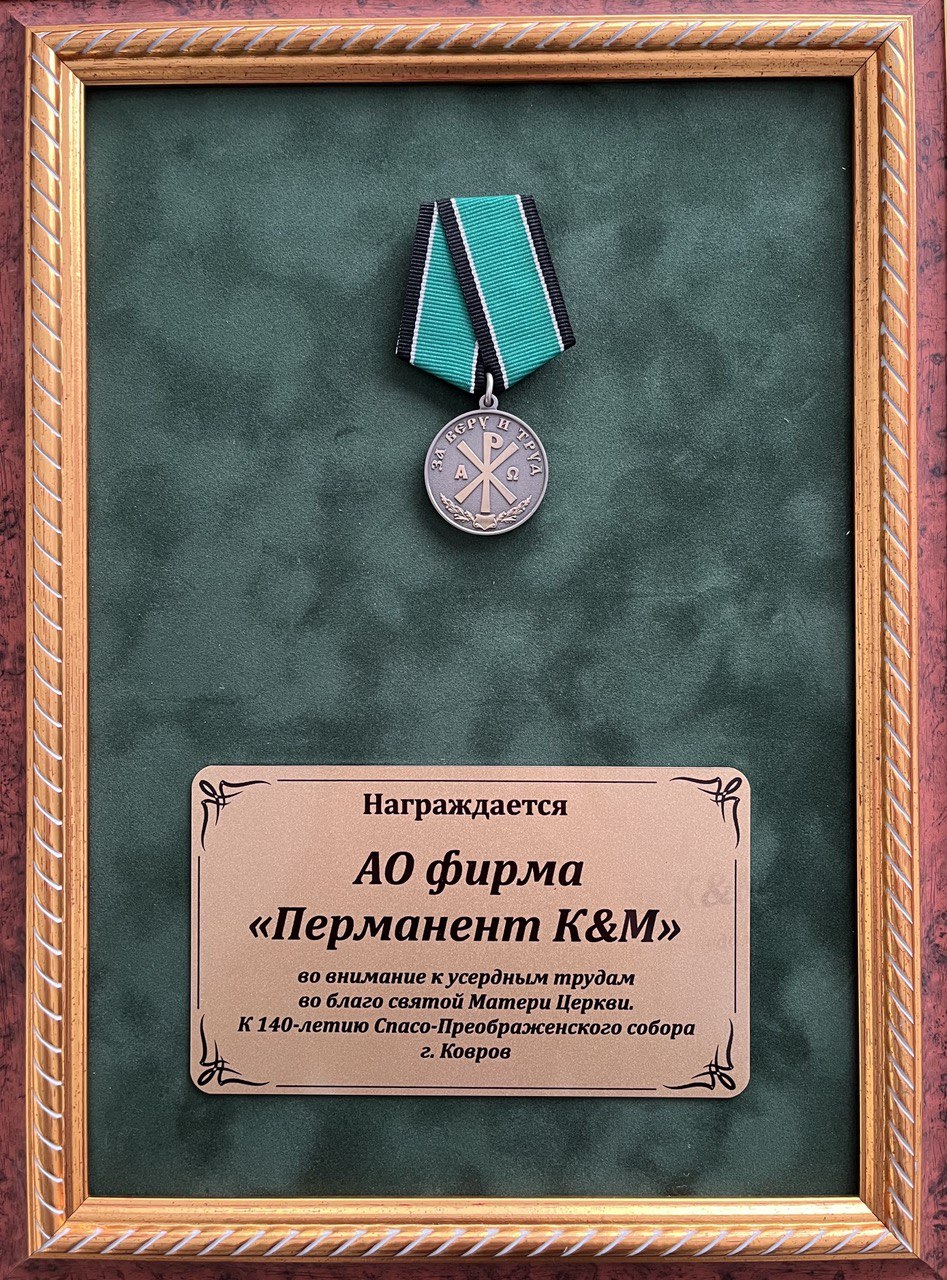 ЗА ВЕРУ И ТРУД
Р
А Ω
Награждается
АО фирма
«Перманент К&М»
во внимание к усердным трудам
во благо святой Матери Церкви.
К 140-летию Спасо-Преображенского собора
г. Ковров